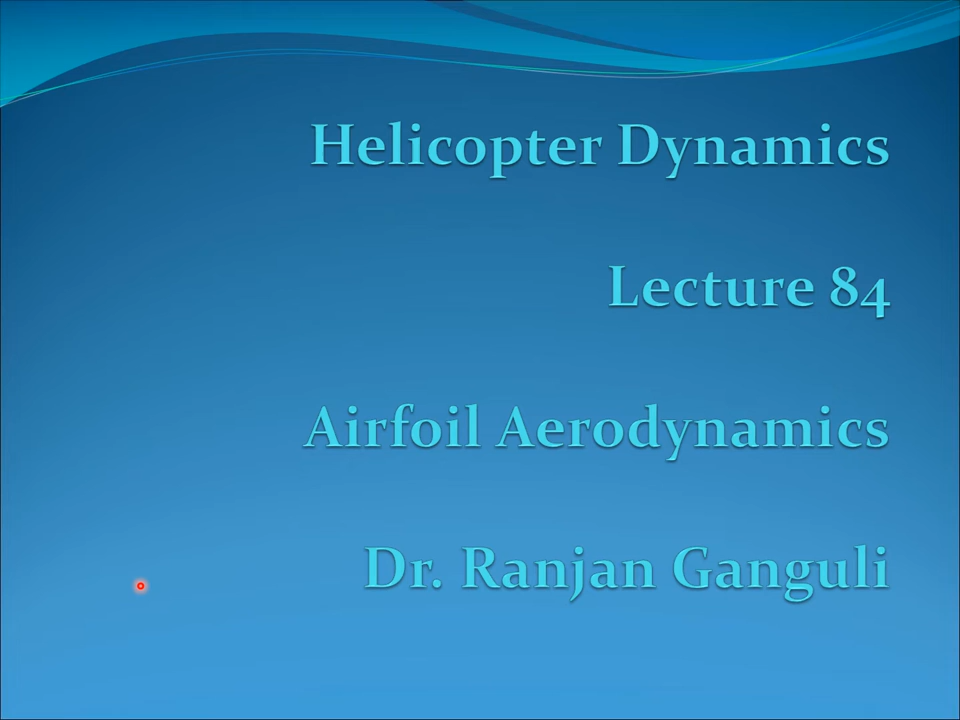 Helicopter Dynamics
Lecture 84
Airfoil Aerodynamics
Dr. Ranjan Ganguli